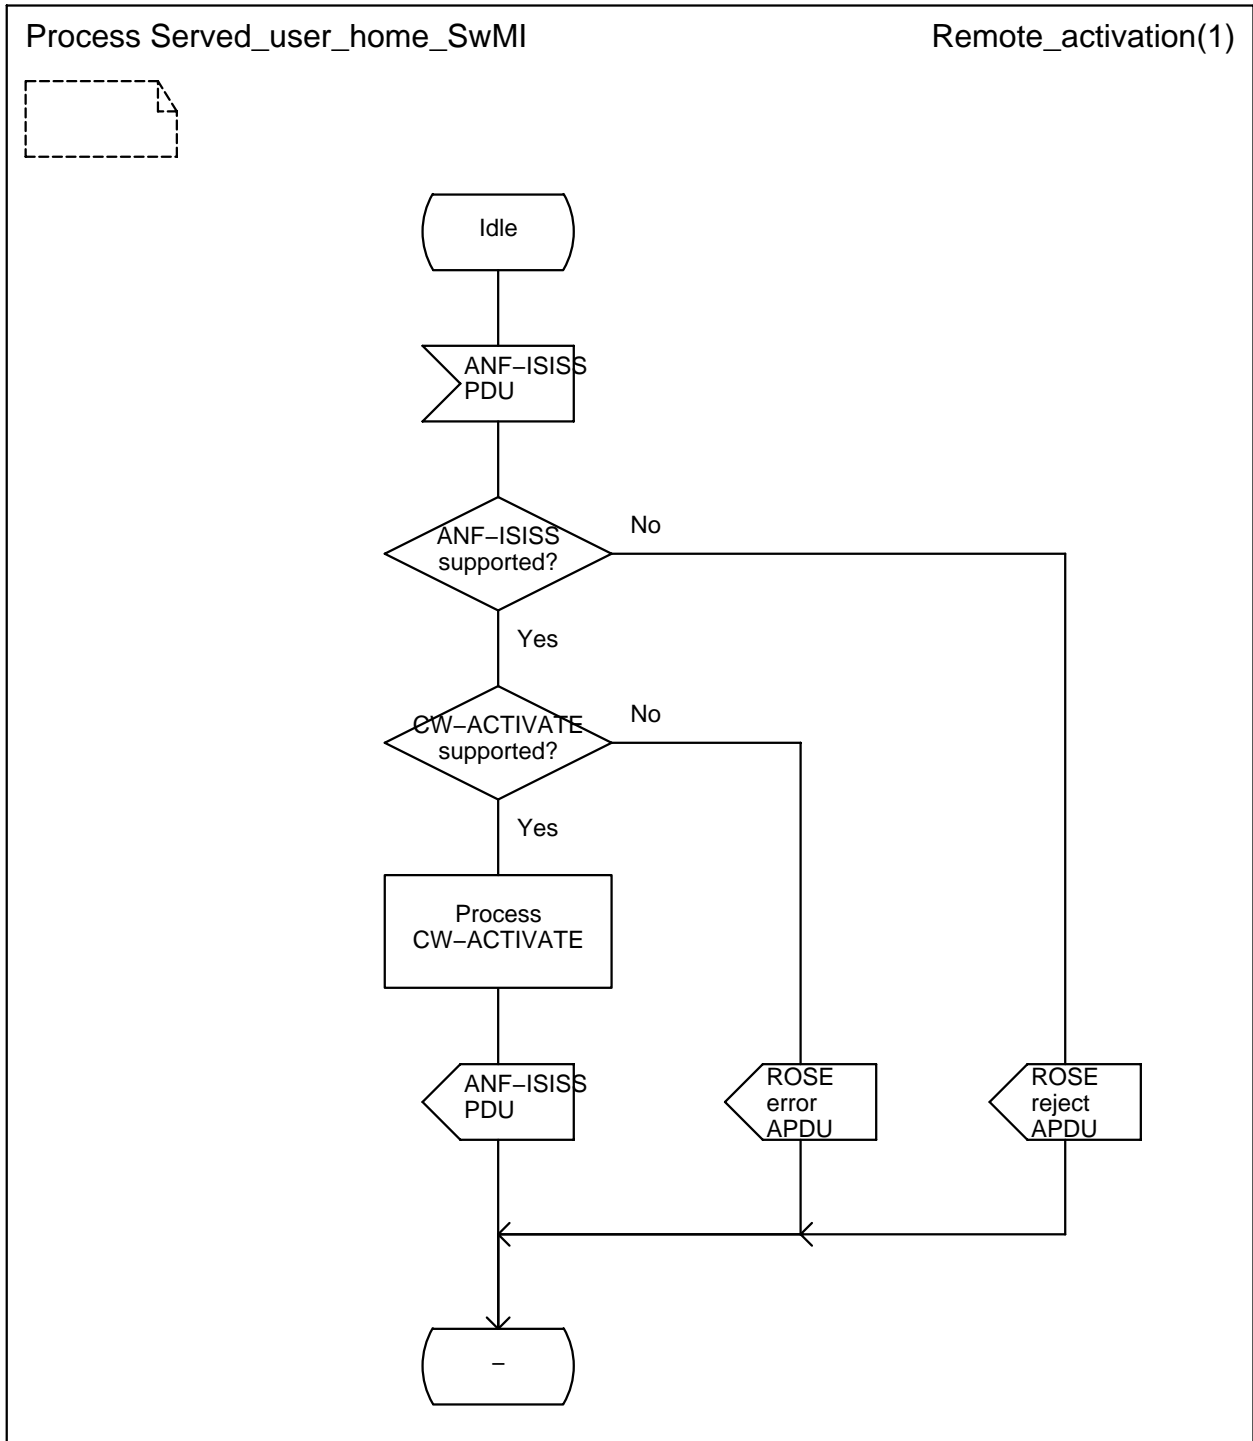 Process Served_user_home_SwMI
Remote_activation(1)
Idle
ANF−ISISS
PDU
ANF−ISISS
supported?
No
Yes
CW−ACTIVATE
supported?
No
Yes
Process
CW−ACTIVATE
ANF−ISISS
PDU
ROSE
error
APDU
ROSE
reject
APDU
−